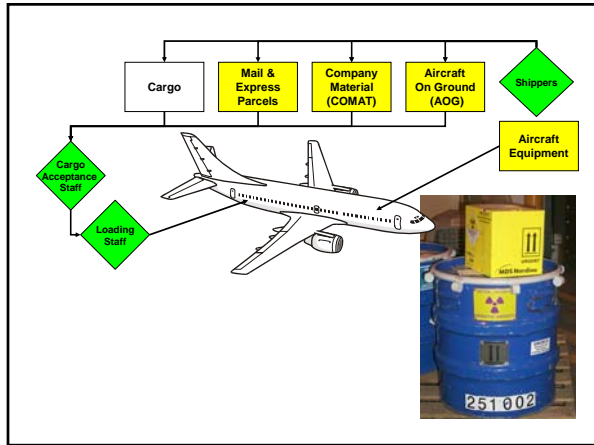 Cargo
Mail &
Express
Parcels
Company
Material
(COMAT)
Aircraft
On Ground
(AOG)
Shippers
Aircraft
Equipment
Cargo
Acceptance
Staff
Loading
Staff
URGENT
MDS Nordion
251002